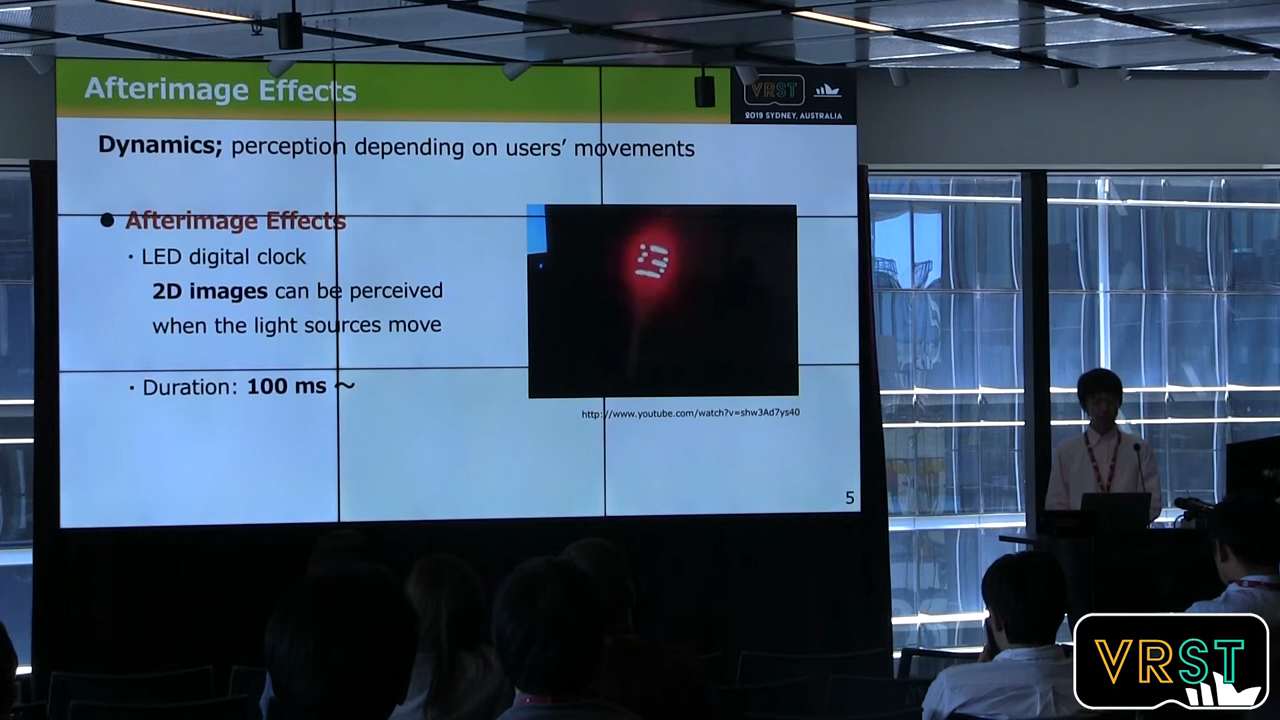 Afterimage Effects
VRST
2019 SYDNEY, AUSTRALIA
Dynamics; perception depending on users’ movements
● Afterimage Effects
・LED digital clock
2D images can be perceived
when the light sources move
・Duration: 100 ms ～
http://www.youtube.com/watch?v=shw3Ad7ys40
5
VRST